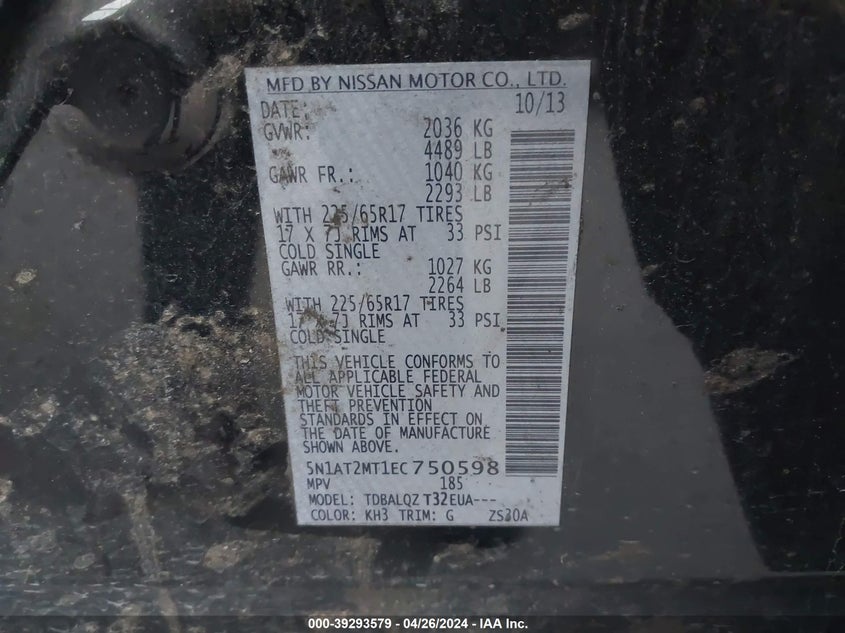 MFD BY NISSAN MOTOR CO., LTD.
DATE: 10/13
GVWR: 2036 KG
4489 LB
GAWR FR.: 1040 KG
2293 LB
WITH 225/65R17 TIRES
17 X 7J RIMS AT 33 PSI
COLD SINGLE
GAWR RR.: 1027 KG
2264 LB
WITH 225/65R17 TIRES
17 X 7J RIMS AT 33 PSI
COLD SINGLE
THIS VEHICLE CONFORMS TO
ALL APPLICABLE FEDERAL
MOTOR VEHICLE SAFETY AND
THEFT PREVENTION
STANDARDS IN EFFECT ON
THE DATE OF MANUFACTURE
SHOWN ABOVE.
5N1AT2MT1EC750598
MPV 185
MODEL: TDBALQZ T32EUA---
COLOR: KH3 TRIM: G ZS30A
000-39293579 - 04/26/2024 - IAA Inc.